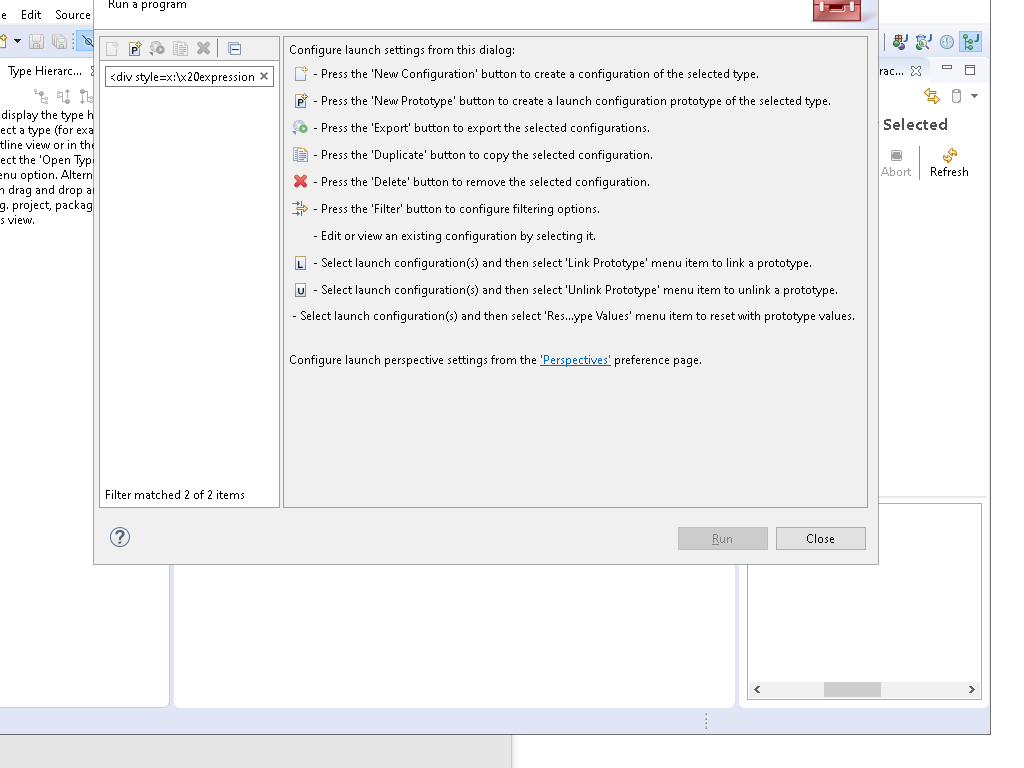 Run a program
e Edit Source
Type Hierarc...
display the type h
ect a type (for exa
tline view or in the
ect the 'Open Typ
enu option. Altern
n drag and drop a
g. project, packag
s view.
<div style=x:\x20expression
Filter matched 2 of 2 items
Configure launch settings from this dialog:
- Press the 'New Configuration' button to create a configuration of the selected type.
P - Press the 'New Prototype' button to create a launch configuration prototype of the selected type.
- Press the 'Export' button to export the selected configurations.
- Press the 'Duplicate' button to copy the selected configuration.
- Press the 'Delete' button to remove the selected configuration.
- Press the 'Filter' button to configure filtering options.
- Edit or view an existing configuration by selecting it.
L - Select launch configuration(s) and then select 'Link Prototype' menu item to link a prototype.
U - Select launch configuration(s) and then select 'Unlink Prototype' menu item to unlink a prototype.
- Select launch configuration(s) and then select 'Res...ype Values' menu item to reset with prototype values.
Configure launch perspective settings from the 'Perspectives' preference page.
Run
Close
rac...
Selected
Abort
Refresh